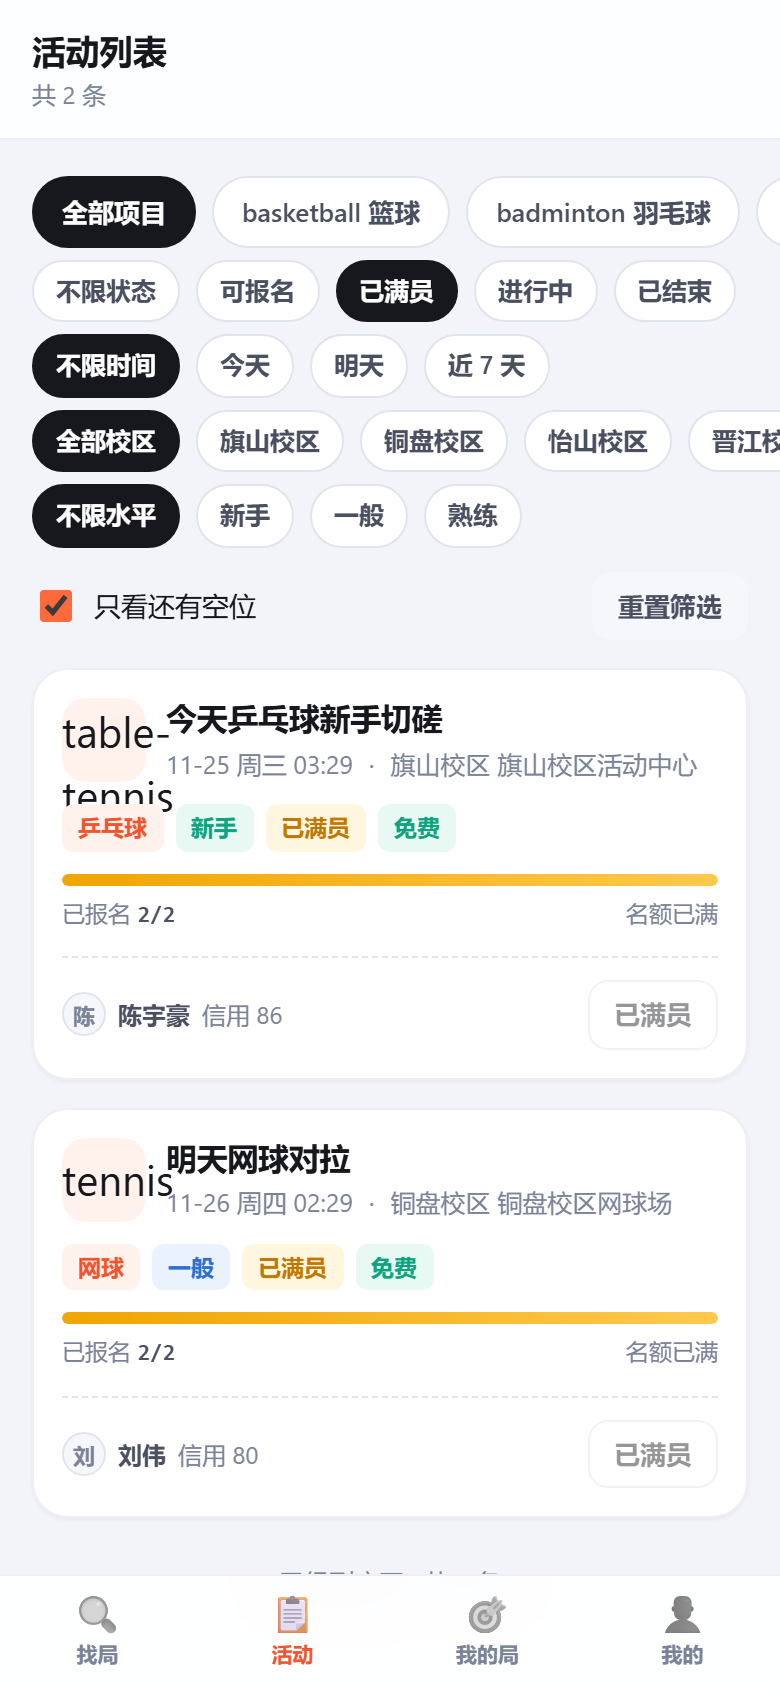 活动列表
共 2 条
全部项目 basketball 篮球 badminton 羽毛球
不限状态 可报名 已满员 进行中 已结束
不限时间 今天 明天 近 7 天
全部校区 旗山校区 铜盘校区 怡山校区 晋江校
不限水平 新手 一般 熟练
只看还有空位 重置筛选
table-tennis
今天乒乓球新手切磋
11-25 周三 03:29 · 旗山校区 旗山校区活动中心
乒乓球 新手 已满员 免费
已报名 2/2 名额已满
陈 陈宇豪 信用 86 已满员
tennis
明天网球对拉
11-26 周四 02:29 · 铜盘校区 铜盘校区网球场
网球 一般 已满员 免费
已报名 2/2 名额已满
刘 刘伟 信用 80 已满员
找局 活动 我的局 我的